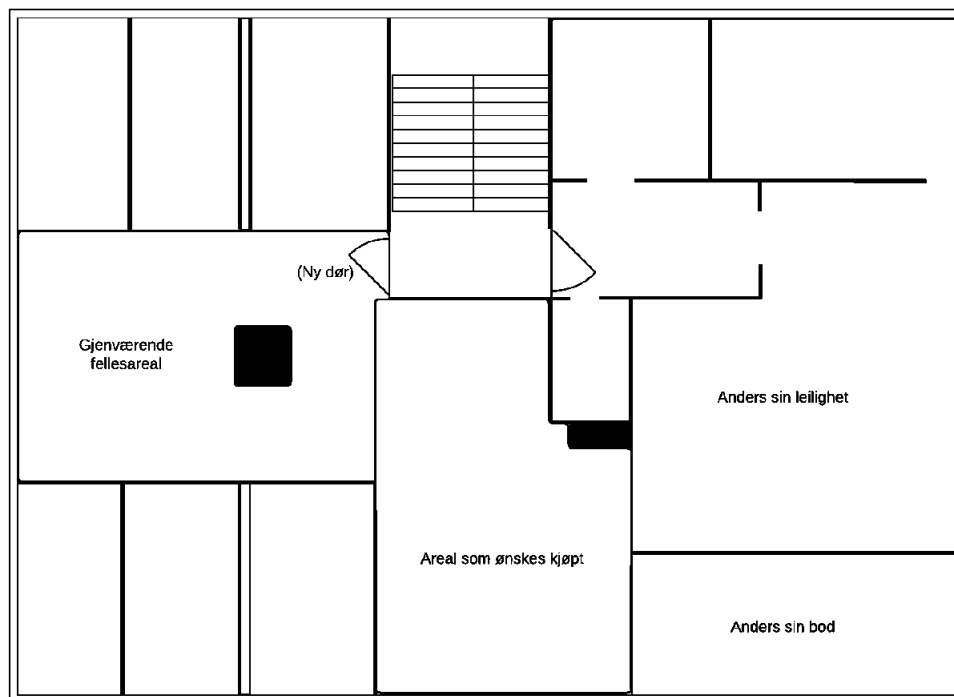 (Ny dør)
Gjenværende
fellesareal
Anders sin leilighet
Areal som ønskes kjøpt
Anders sin bod